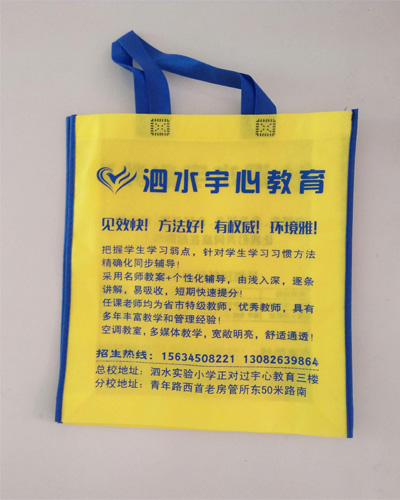 泗水宇心教育
见效快！方法好！有权威！环境雅！
把握学生学习弱点，针对学生学习习惯方法
精确化同步辅导！
采用名师教案+个性化辅导，由浅入深，逐条
讲解，易吸收，短期快速提分！
任课老师均为省市特级教师，优秀教师，具有
多年丰富教学和管理经验！
空调教室，多媒体教学，宽敞明亮，舒适通透！
招生热线：15634508221 13082639864
总校地址：泗水实验小学正对过宇心教育三楼
分校地址：青年路西首老房管所东50米路南